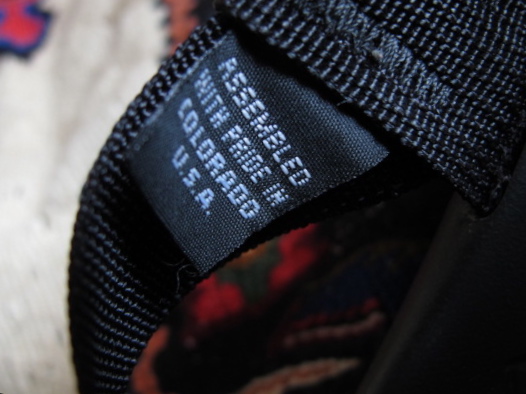 ASSEMBLED
WITH PRIDE IN
COLORADO
U.S.A.